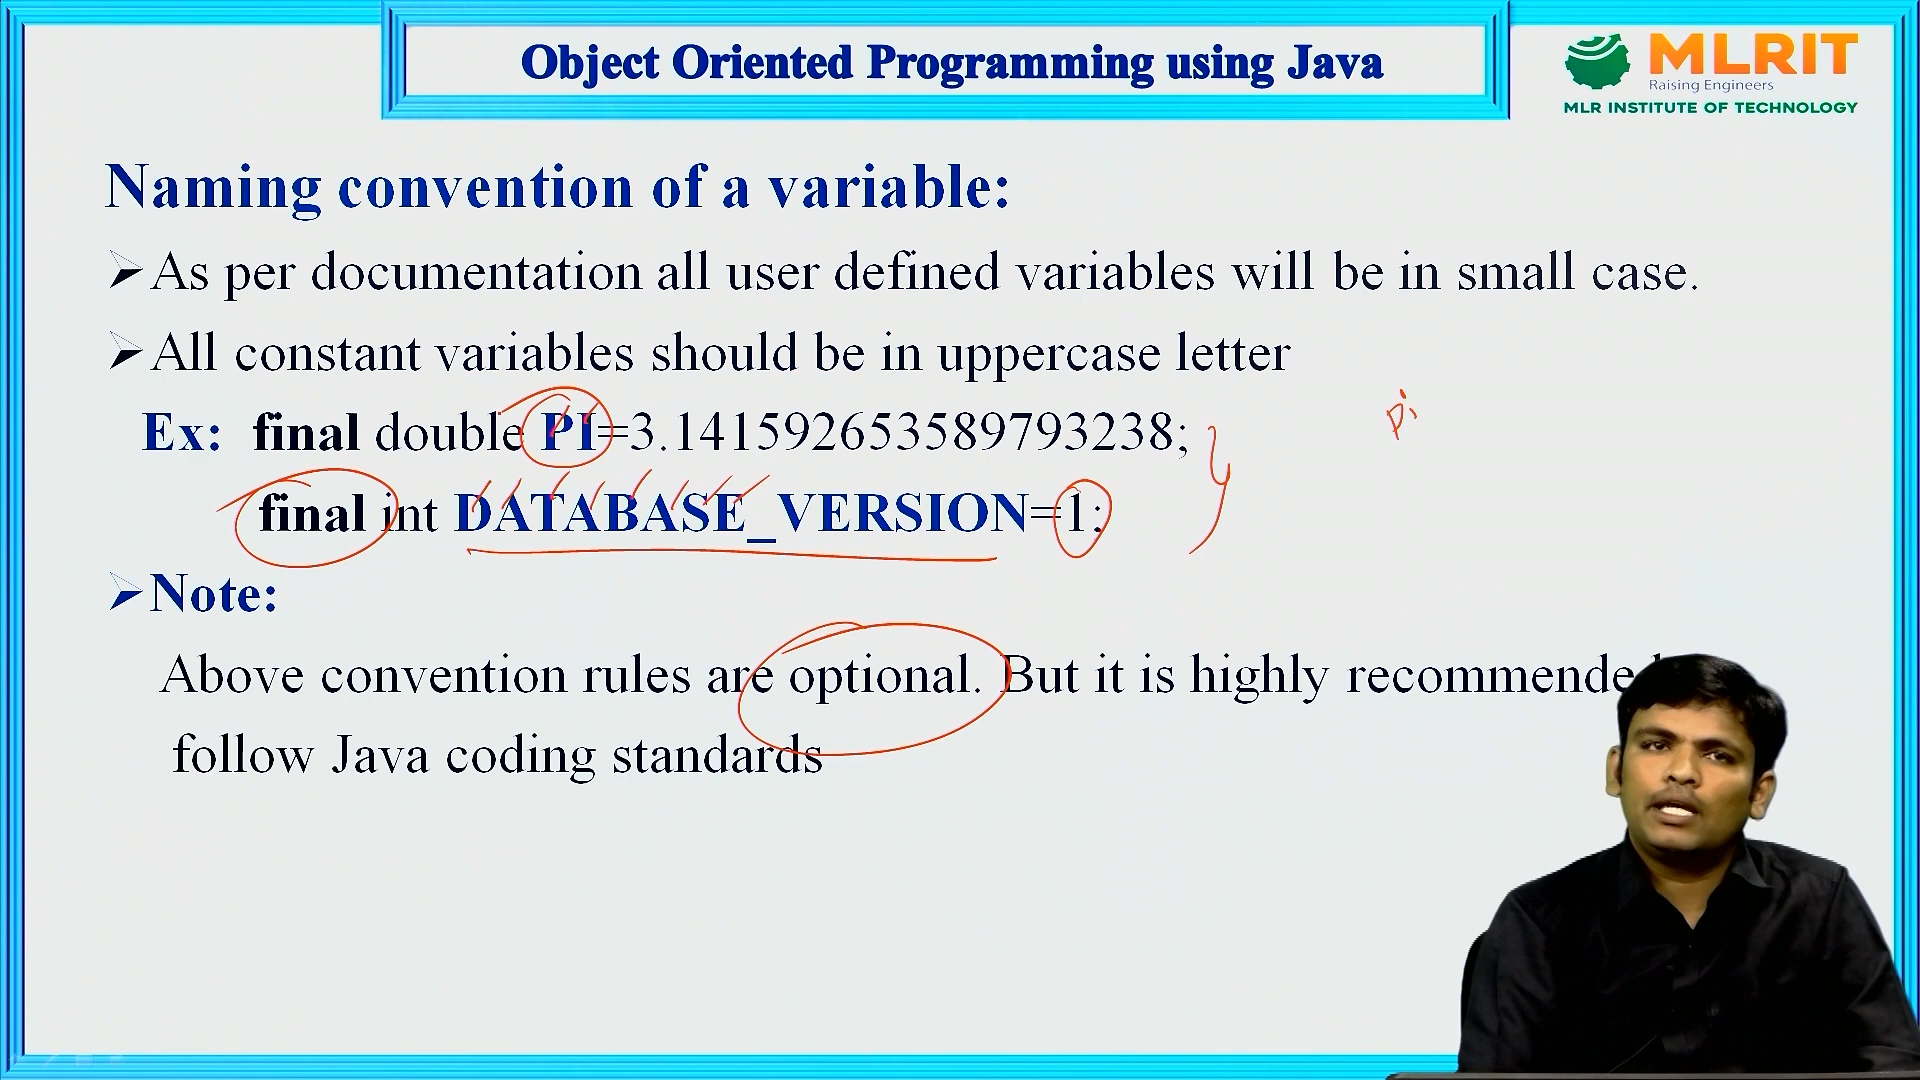 Object Oriented Programming using Java
MLRIT
Raising Engineers
MLR INSTITUTE OF TECHNOLOGY
Naming convention of a variable:
➢As per documentation all user defined variables will be in small case.
➢All constant variables should be in uppercase letter
Ex: final double PI=3.141592653589793238;
pi
final int DATABASE_VERSION=1;
➢Note:
Above convention rules are optional. But it is highly recommende
follow Java coding standards